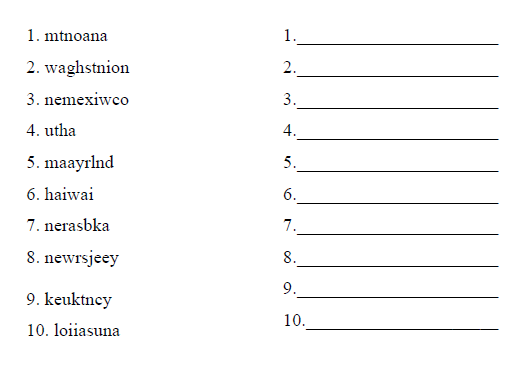 1. mtnoana 1.
2. waghstnion 2.
3. nemexiwco 3.
4. utha 4.
5. maayrlnd 5.
6. haiwai 6.
7. nerasbka 7.
8. newrsjeey 8.
9. keuktncy 9.
10. loiiasuna 10.